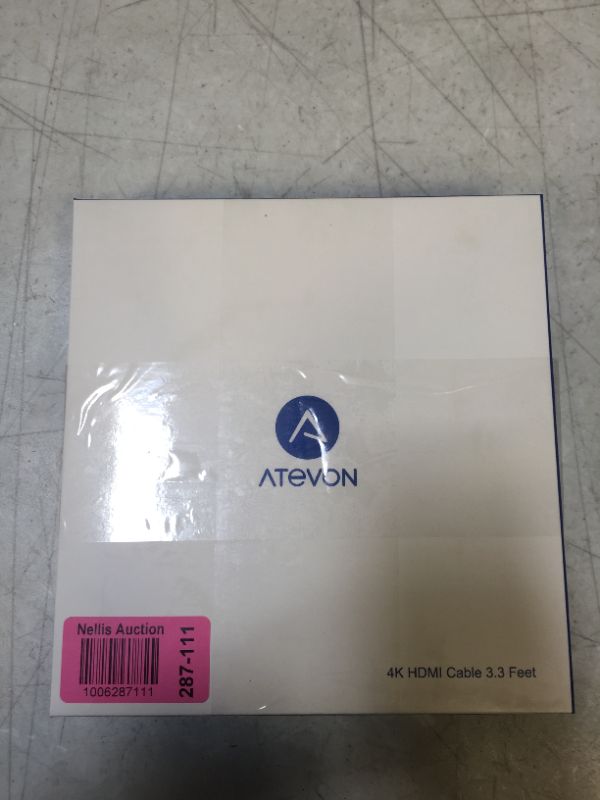 ATEVON
Nellis Auction
1006287111
287-111
4K HDMI Cable 3.3 Feet